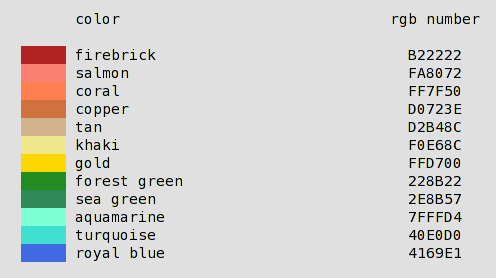 color rgb number
firebrick B22222
salmon FA8072
coral FF7F50
copper D0723E
tan D2B48C
khaki F0E68C
gold FFD700
forest green 228B22
sea green 2E8B57
aquamarine 7FFFD4
turquoise 40E0D0
royal blue 4169E1